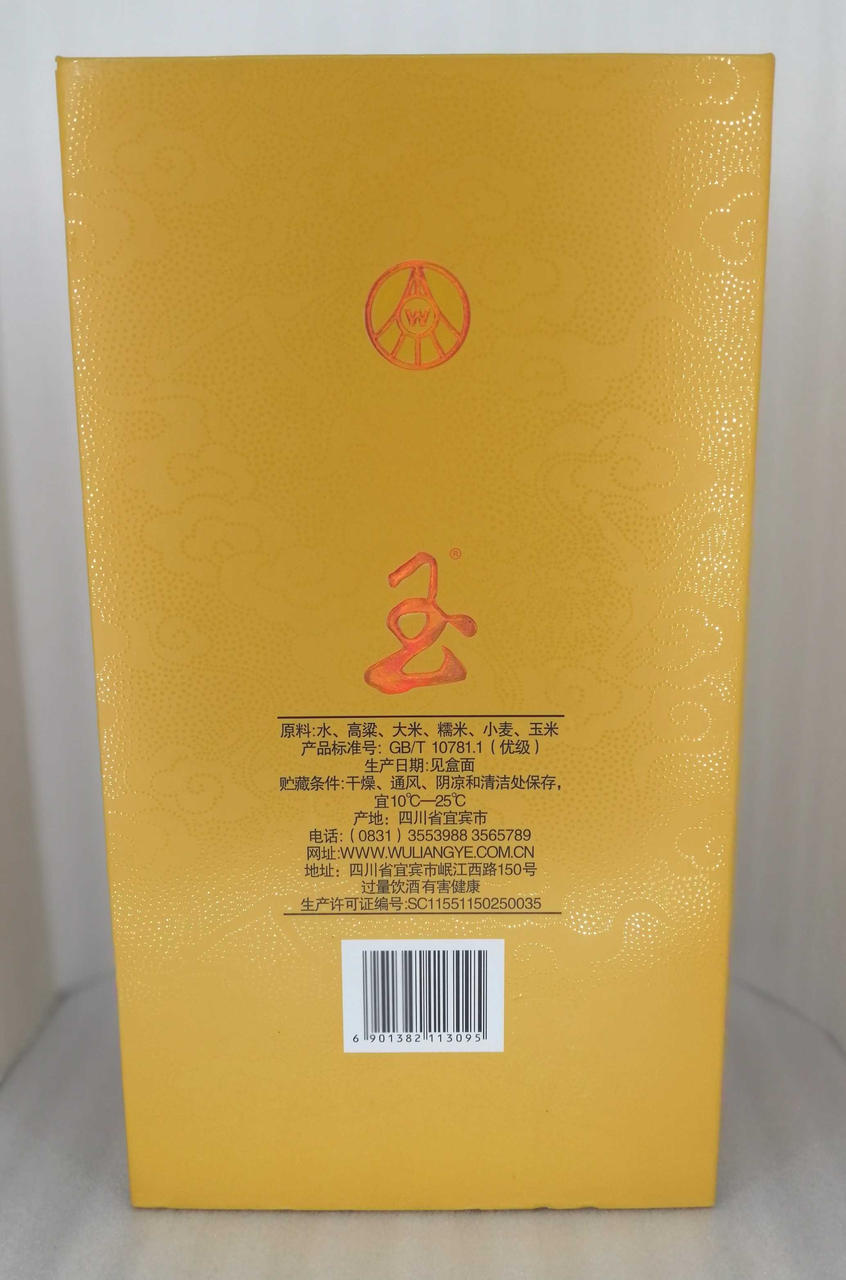 W
玉®
原料:水、高粱、大米、糯米、小麦、玉米
产品标准号: GB/T 10781.1(优级)
生产日期:见盒面
贮藏条件:干燥、通风、阴凉和清洁处保存,
宜10℃—25℃
产地: 四川省宜宾市
电话:(0831)3553988 3565789
网址:WWW.WULIANGYE.COM.CN
地址: 四川省宜宾市岷江西路150号
过量饮酒有害健康
生产许可证编号:SC11551150250035
6 901382 113095